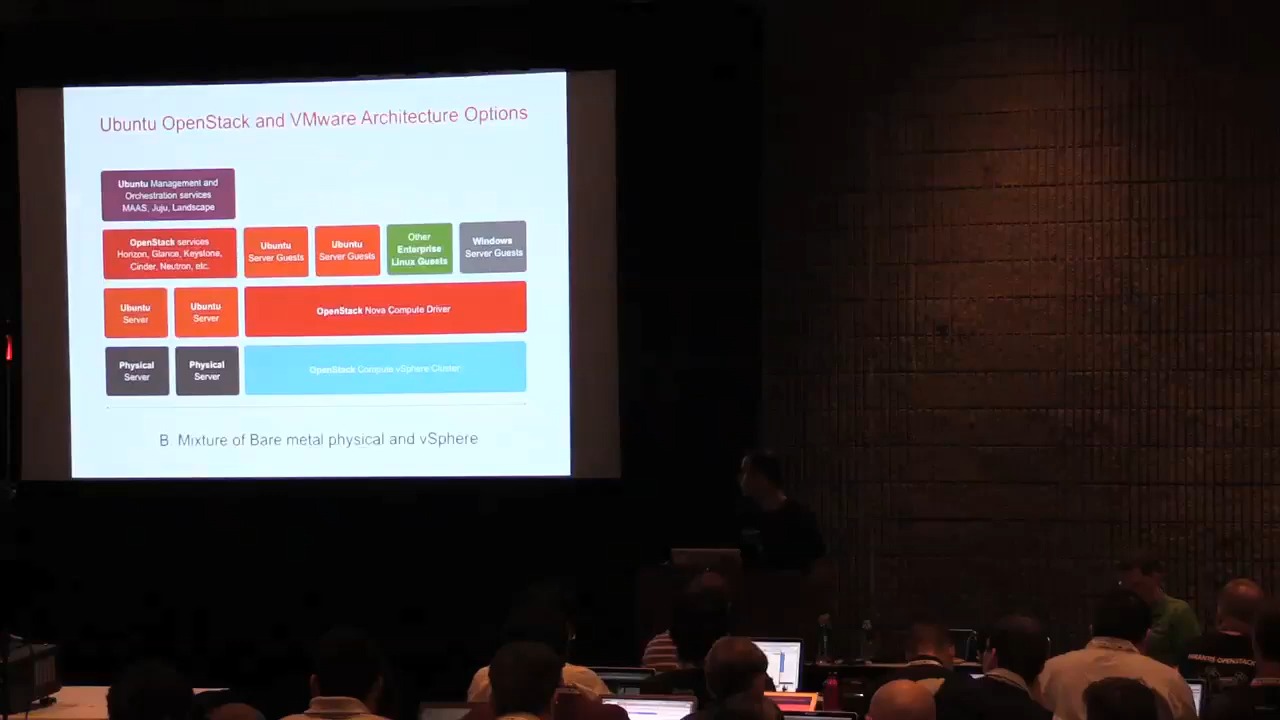 Ubuntu OpenStack and VMware Architecture Options
Ubuntu Management and
Orchestration services
MAAS, Juju, Landscape
OpenStack services
Horizon, Glance, Keystone,
Cinder, Neutron, etc.
Ubuntu
Server Guests
Ubuntu
Server Guests
Other
Enterprise
Linux Guests
Windows
Server Guests
Ubuntu
Server
Ubuntu
Server
OpenStack Nova Compute Driver
Physical
Server
Physical
Server
OpenStack Compute vSphere Cluster
B. Mixture of Bare metal physical and vSphere
MIRANTIS OPENSTACK